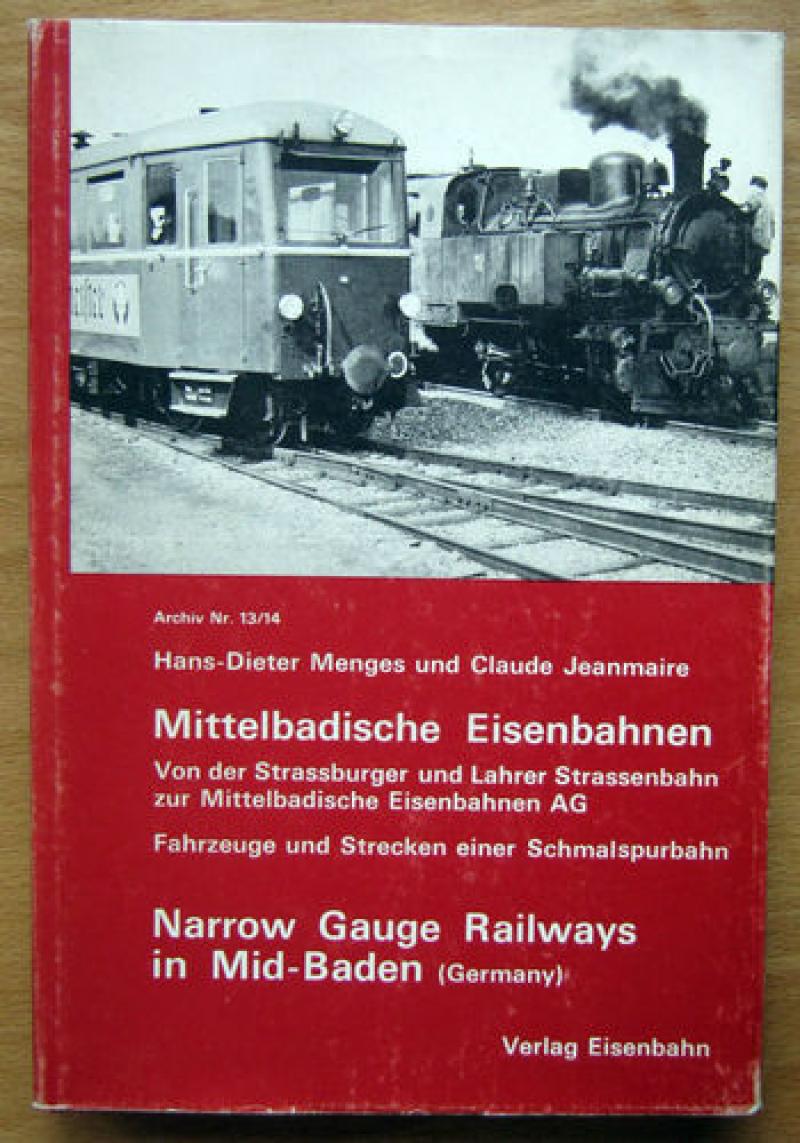 Archiv Nr. 13/14
Hans-Dieter Menges und Claude Jeanmaire
Mittelbadische Eisenbahnen
Von der Strassburger und Lahrer Strassenbahn
zur Mittelbadische Eisenbahnen AG
Fahrzeuge und Strecken einer Schmalspurbahn
Narrow Gauge Railways
in Mid-Baden (Germany)
Verlag Eisenbahn